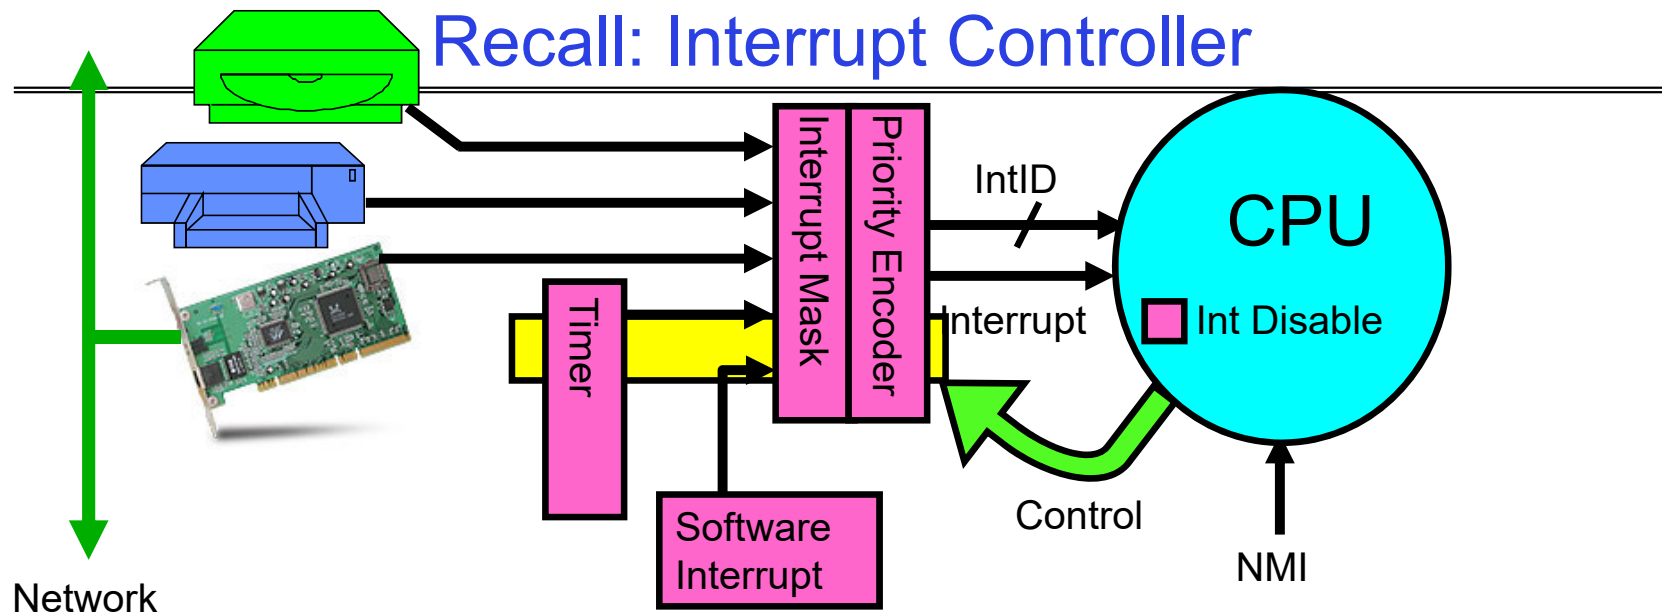 Recall: Interrupt Controller
Interrupt Mask
Priority Encoder
IntID
CPU
Interrupt
Int Disable
Timer
Software
Interrupt
Control
NMI
Network